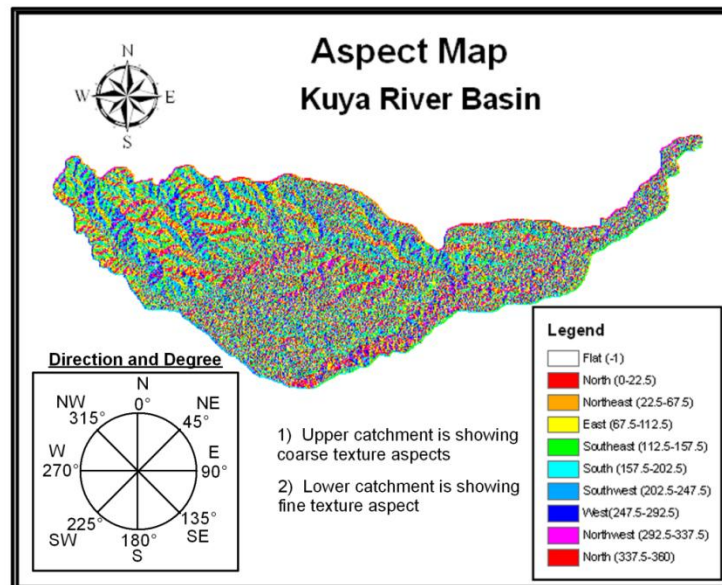 Aspect Map
Kuya River Basin
N
W E
S
Direction and Degree
N
0°
NW
315°
NE
45°
W
270°
E
90°
225°
SW
180°
S
135°
SE
1) Upper catchment is showing
coarse texture aspects
2) Lower catchment is showing
fine texture aspect
Legend
Flat (-1)
North (0-22.5)
Northeast (22.5-67.5)
East (67.5-112.5)
Southeast (112.5-157.5)
South (157.5-202.5)
Southwest (202.5-247.5)
West(247.5-292.5)
Northwest (292.5-337.5)
North (337.5-360)